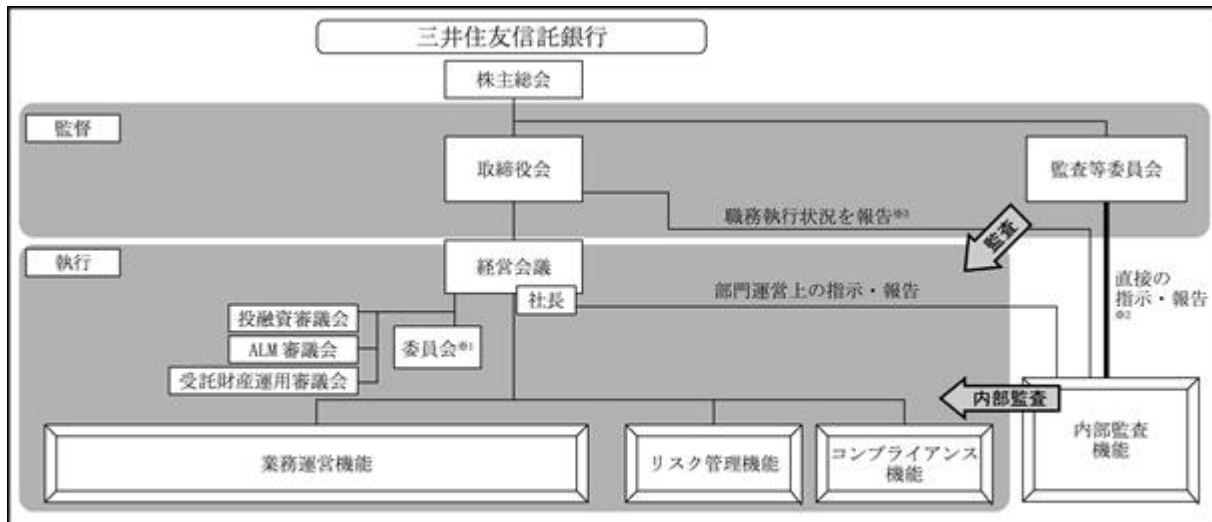 三井住友信託銀行
株主総会
監督
取締役会
監査等委員会
職務執行状況を報告※3
監査
執行
経営会議
社長
部門運営上の指示・報告
直接の
指示・報告
※2
投融資審議会
ALM審議会
受託財産運用審議会
委員会※1
内部監査
業務運営機能
リスク管理機能
コンプライアンス
機能
内部監査
機能